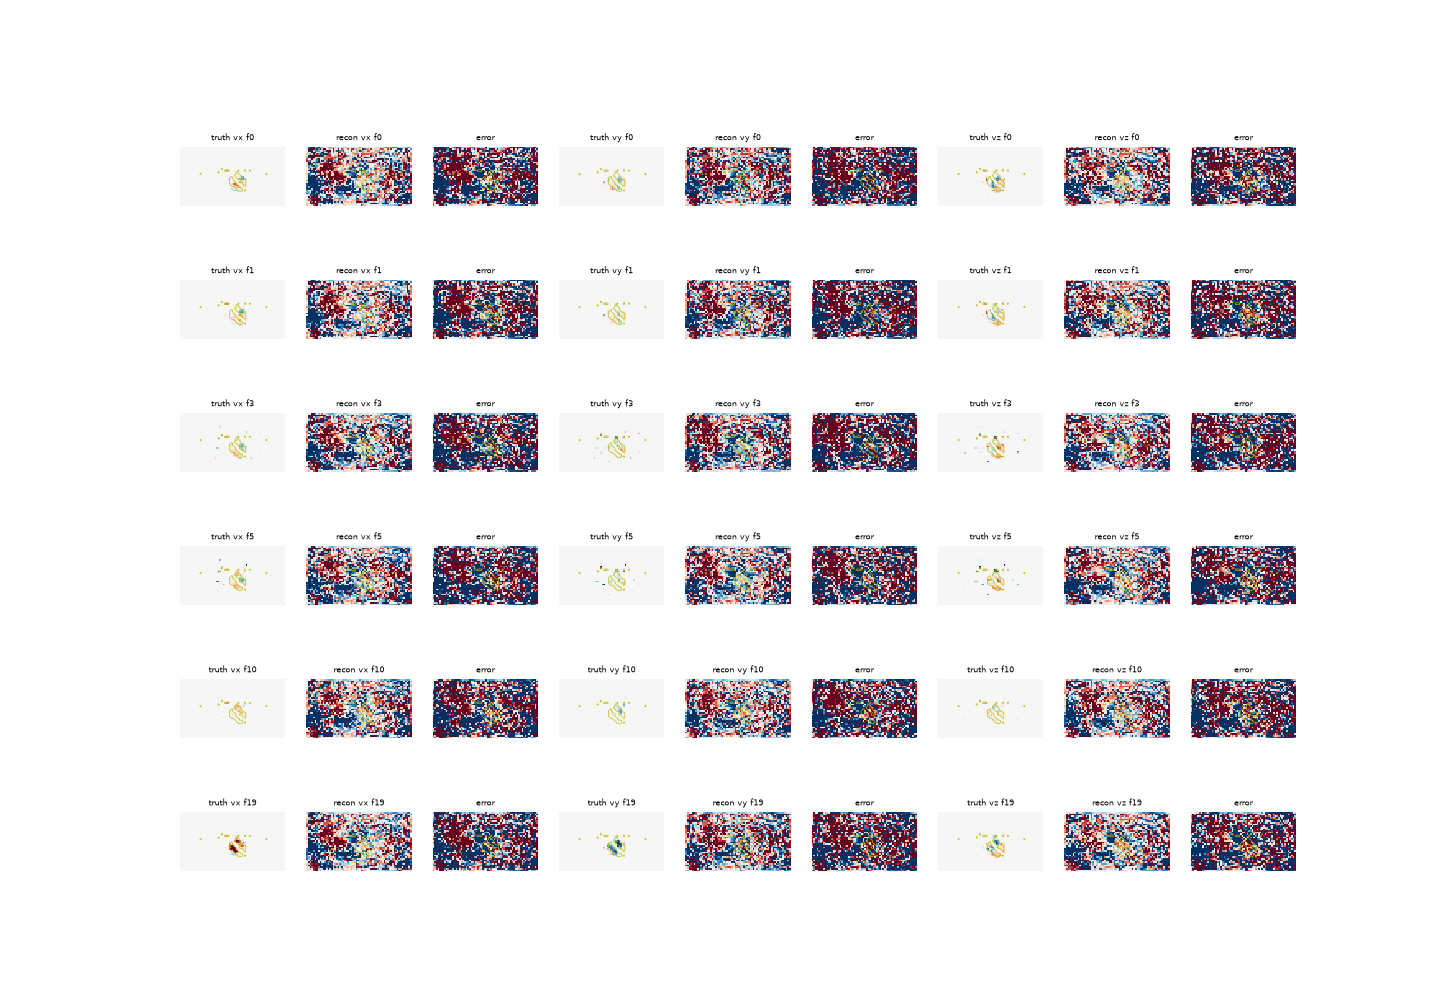 truth vx f0 recon vx f0 error truth vy f0 recon vy f0 error truth vz f0 recon vz f0 error
truth vx f1 recon vx f1 error truth vy f1 recon vy f1 error truth vz f1 recon vz f1 error
truth vx f3 recon vx f3 error truth vy f3 recon vy f3 error truth vz f3 recon vz f3 error
truth vx f5 recon vx f5 error truth vy f5 recon vy f5 error truth vz f5 recon vz f5 error
truth vx f10 recon vx f10 error truth vy f10 recon vy f10 error truth vz f10 recon vz f10 error
truth vx f19 recon vx f19 error truth vy f19 recon vy f19 error truth vz f19 recon vz f19 error